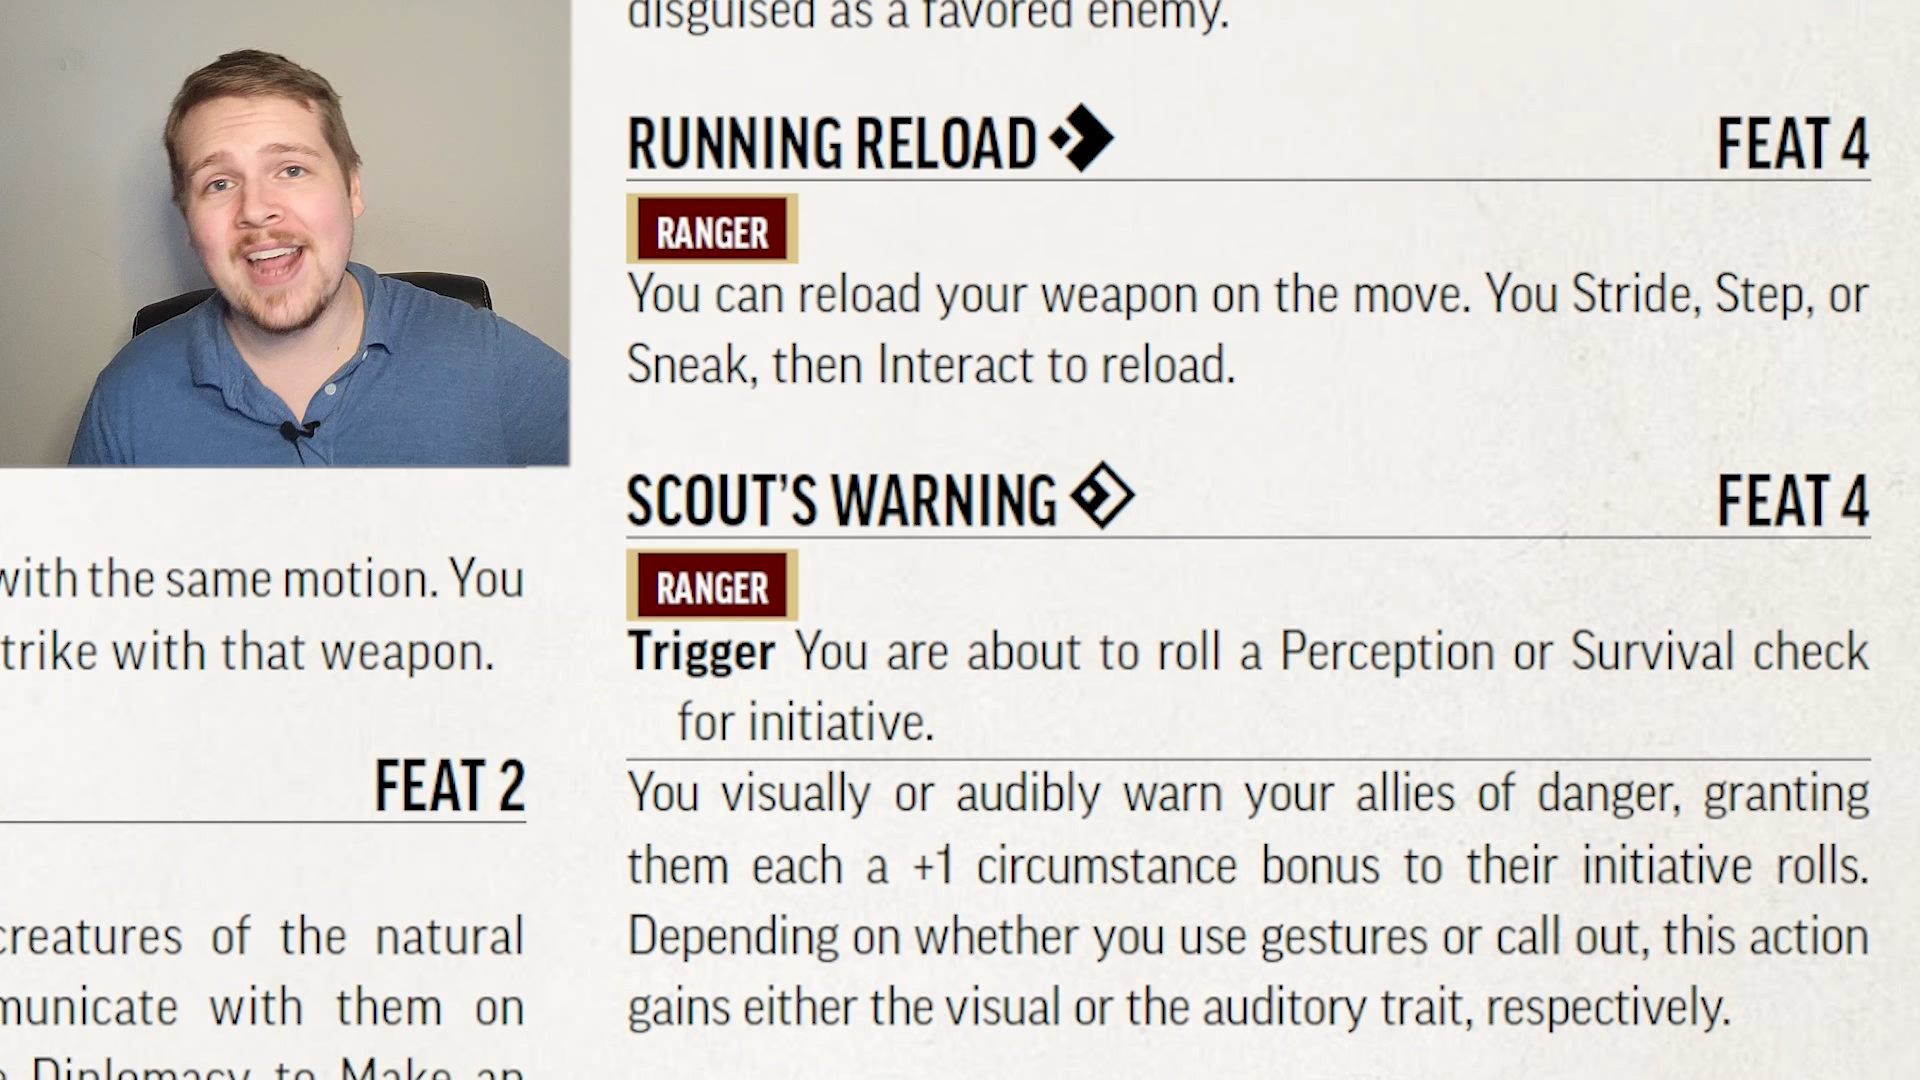 with the same motion. You
trike with that weapon.
FEAT 2
creatures of the natural
municate with them on
Diplomacy to Make an
disguised as a favored enemy.
RUNNING RELOAD FEAT 4
RANGER
You can reload your weapon on the move. You Stride, Step, or
Sneak, then Interact to reload.
SCOUT'S WARNING FEAT 4
RANGER
Trigger You are about to roll a Perception or Survival check
for initiative.
You visually or audibly warn your allies of danger, granting
them each a +1 circumstance bonus to their initiative rolls.
Depending on whether you use gestures or call out, this action
gains either the visual or the auditory trait, respectively.